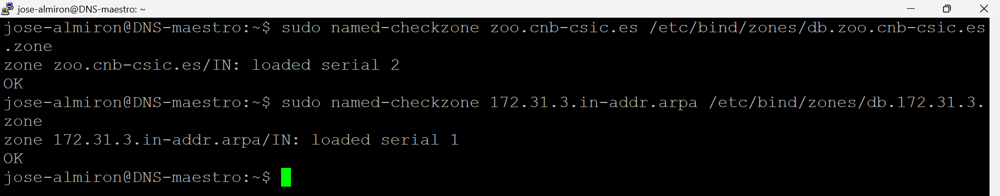 jose-almiron@DNS-maestro: ~
jose-almiron@DNS-maestro:~$ sudo named-checkzone zoo.cnb-csic.es /etc/bind/zones/db.zoo.cnb-csic.es
.zone
zone zoo.cnb-csic.es/IN: loaded serial 2
OK
jose-almiron@DNS-maestro:~$ sudo named-checkzone 172.31.3.in-addr.arpa /etc/bind/zones/db.172.31.3.
zone
zone 172.31.3.in-addr.arpa/IN: loaded serial 1
OK
jose-almiron@DNS-maestro:~$